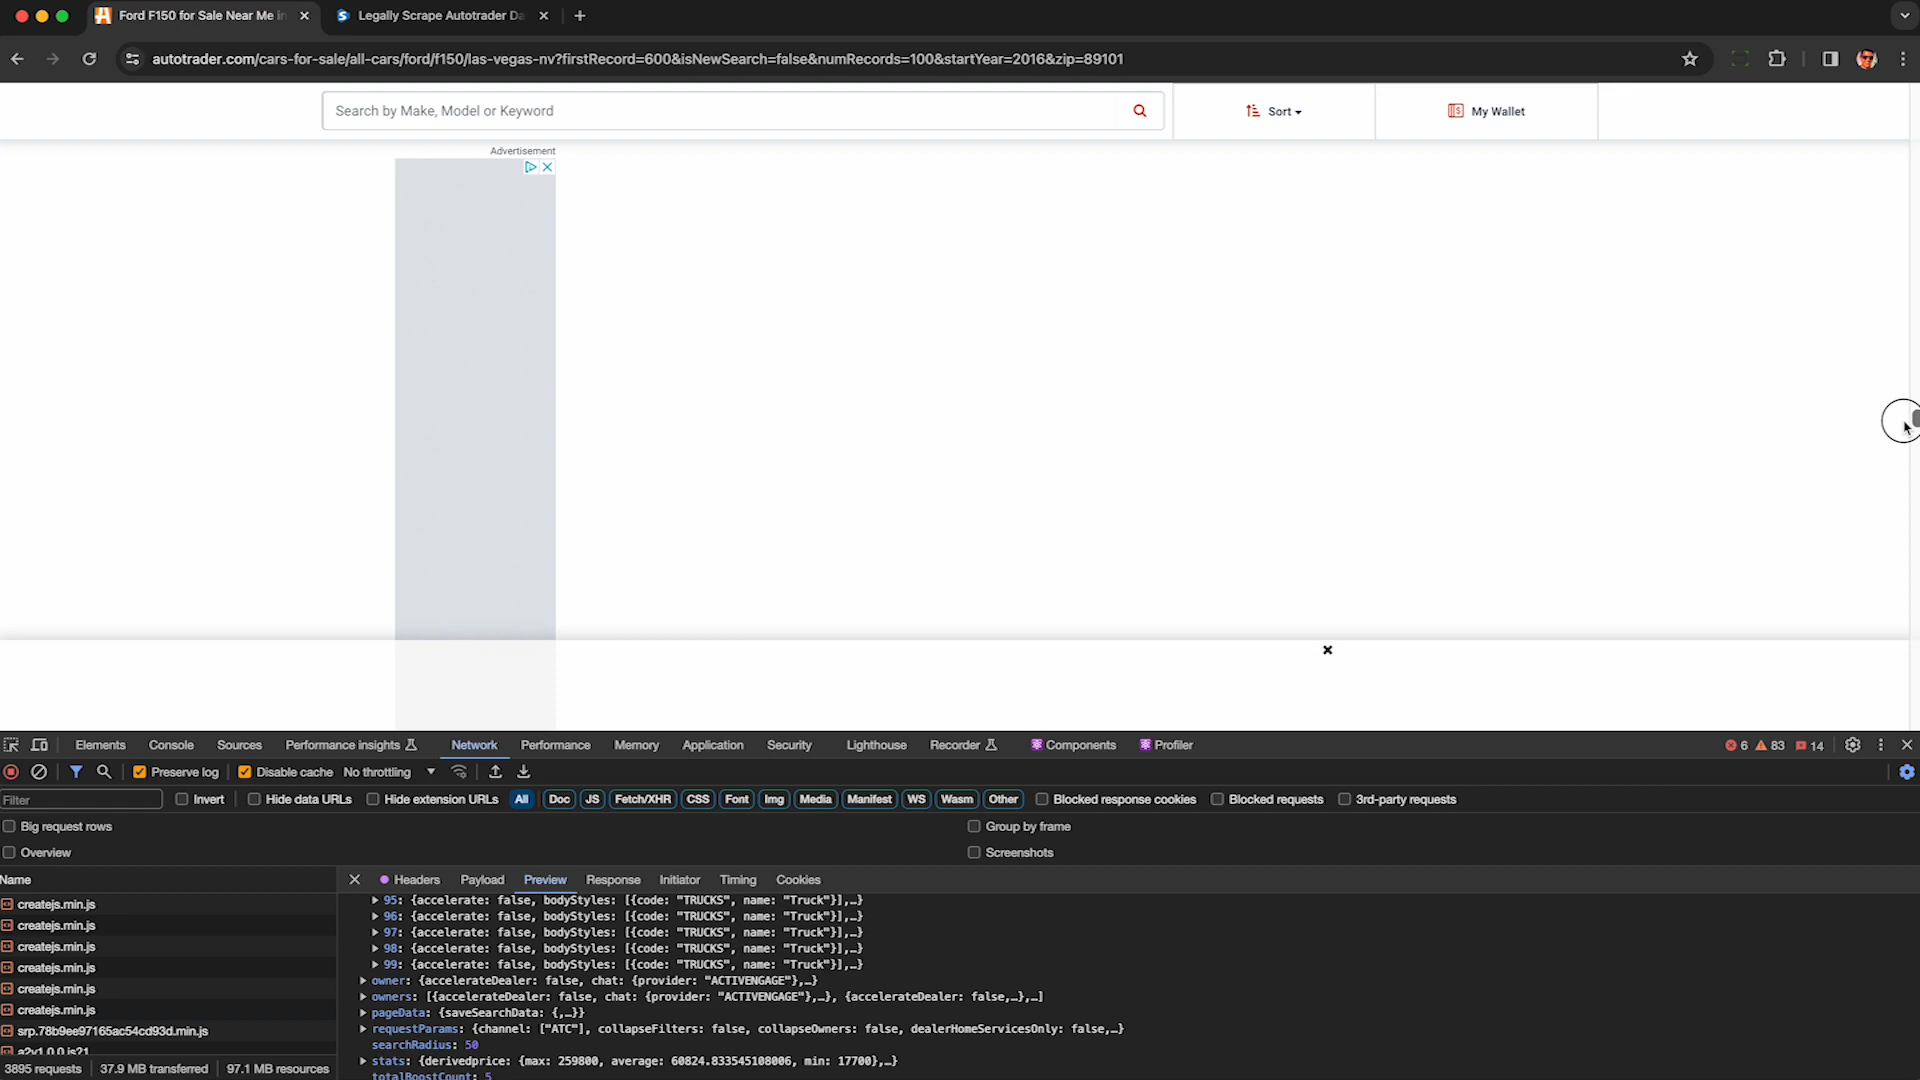 Ford F150 for Sale Near Me in
Legally Scrape Autotrader Da
autotrader.com/cars-for-sale/all-cars/ford/f150/las-vegas-nv?firstRecord=600&isNewSearch=false&numRecords=100&startYear=2016&zip=89101
Search by Make, Model or Keyword
Sort
My Wallet
Advertisement
Elements Console Sources Performance insights Network Performance Memory Application Security Lighthouse Recorder Components Profiler 6 83 14
Preserve log Disable cache No throttling
Filter Invert Hide data URLs Hide extension URLs All Doc JS Fetch/XHR CSS Font Img Media Manifest WS Wasm Other Blocked response cookies Blocked requests 3rd-party requests
Big request rows Group by frame
Overview Screenshots
Name Headers Payload Preview Response Initiator Timing Cookies
createjs.min.js
createjs.min.js
createjs.min.js
createjs.min.js
createjs.min.js
createjs.min.js
srp.78b9ee97165ac54cd93d.min.js
a2v1.0.0.js?1
3895 requests 37.9 MB transferred 97.1 MB resources
95: {accelerate: false, bodyStyles: [{code: "TRUCKS", name: "Truck"}],…}
96: {accelerate: false, bodyStyles: [{code: "TRUCKS", name: "Truck"}],…}
97: {accelerate: false, bodyStyles: [{code: "TRUCKS", name: "Truck"}],…}
98: {accelerate: false, bodyStyles: [{code: "TRUCKS", name: "Truck"}],…}
99: {accelerate: false, bodyStyles: [{code: "TRUCKS", name: "Truck"}],…}
owner: {accelerateDealer: false, chat: {provider: "ACTIVENGAGE"},…}
owners: [{accelerateDealer: false, chat: {provider: "ACTIVENGAGE"},…}, {accelerateDealer: false,…},…]
pageData: {saveSearchData: {,…}}
requestParams: {channel: ["ATC"], collapseFilters: false, collapseOwners: false, dealerHomeServicesOnly: false,…}
searchRadius: 50
stats: {derivedprice: {max: 259800, average: 60824.833545108006, min: 17700},…}
totalBoostCount: 5